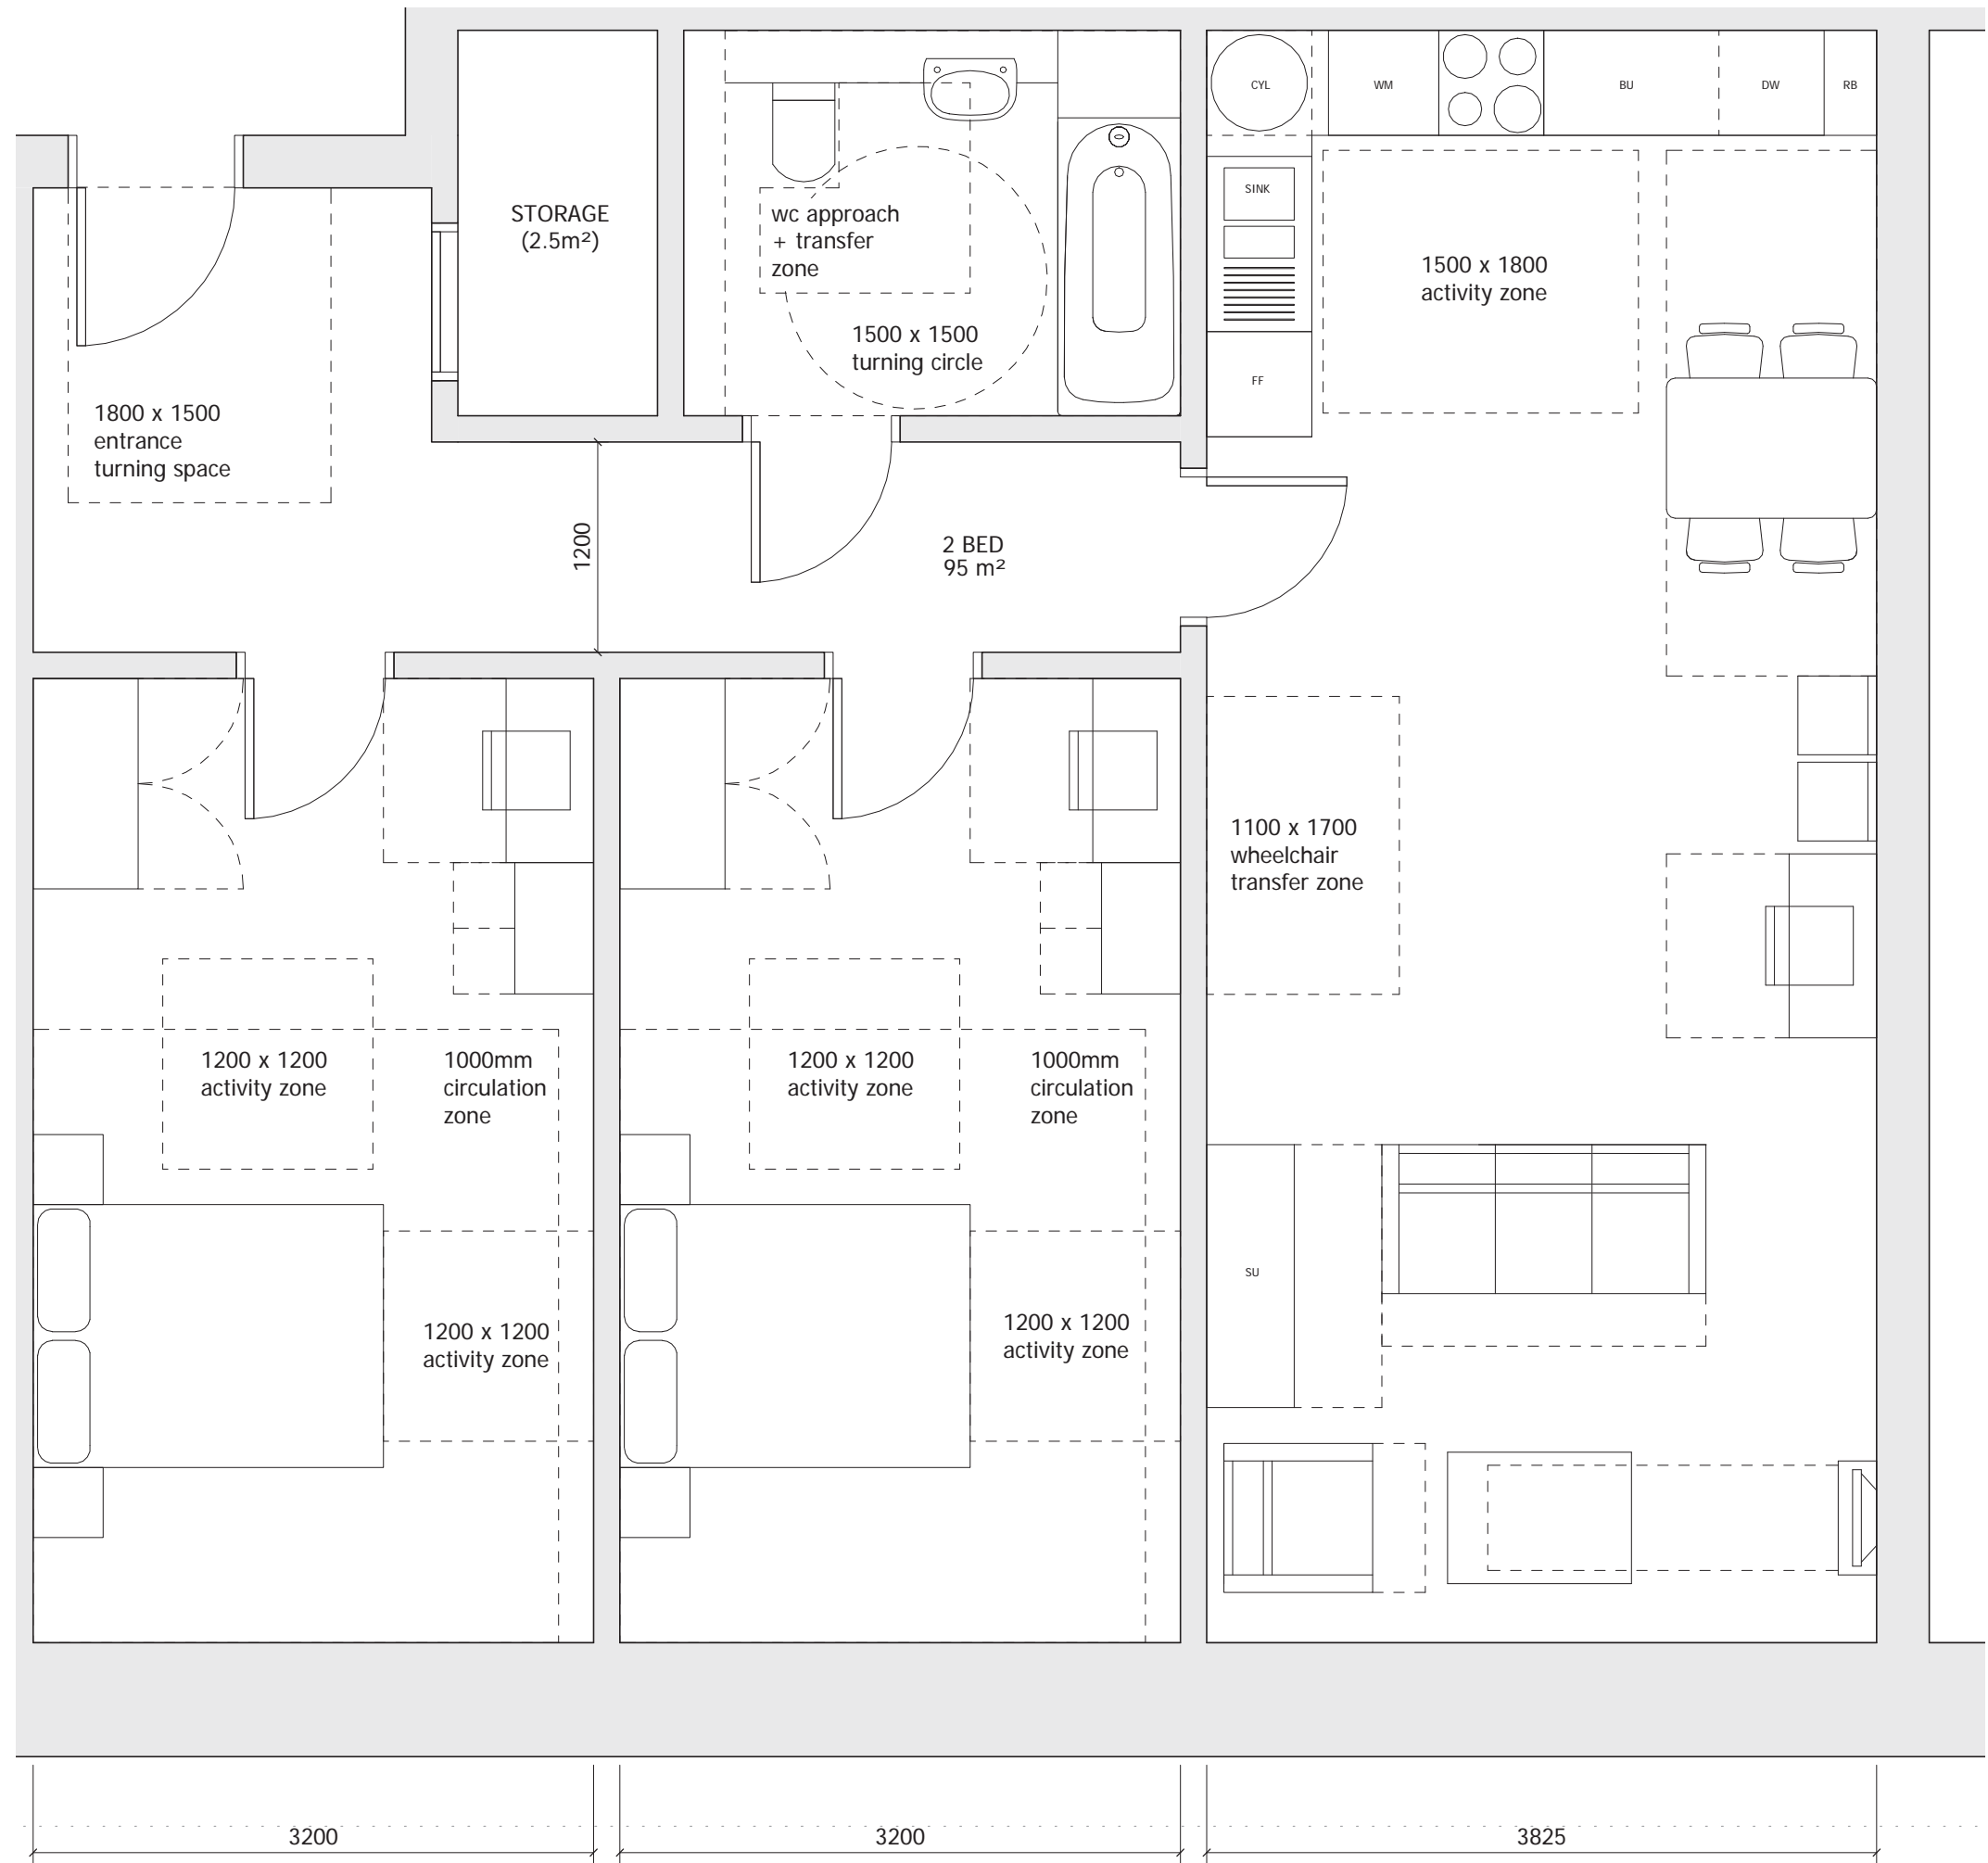 CYL
WM
BU
DW
RB
STORAGE
(2.5m²)
SINK
wc approach
+ transfer
zone
1500 x 1800
activity zone
1500 x 1500
turning circle
FF
1800 x 1500
entrance
turning space
1200
2 BED
95 m²
1100 x 1700
wheelchair
transfer zone
1200 x 1200
activity zone
1000mm
circulation
zone
1200 x 1200
activity zone
1000mm
circulation
zone
SU
1200 x 1200
activity zone
1200 x 1200
activity zone
3200
3200
3825